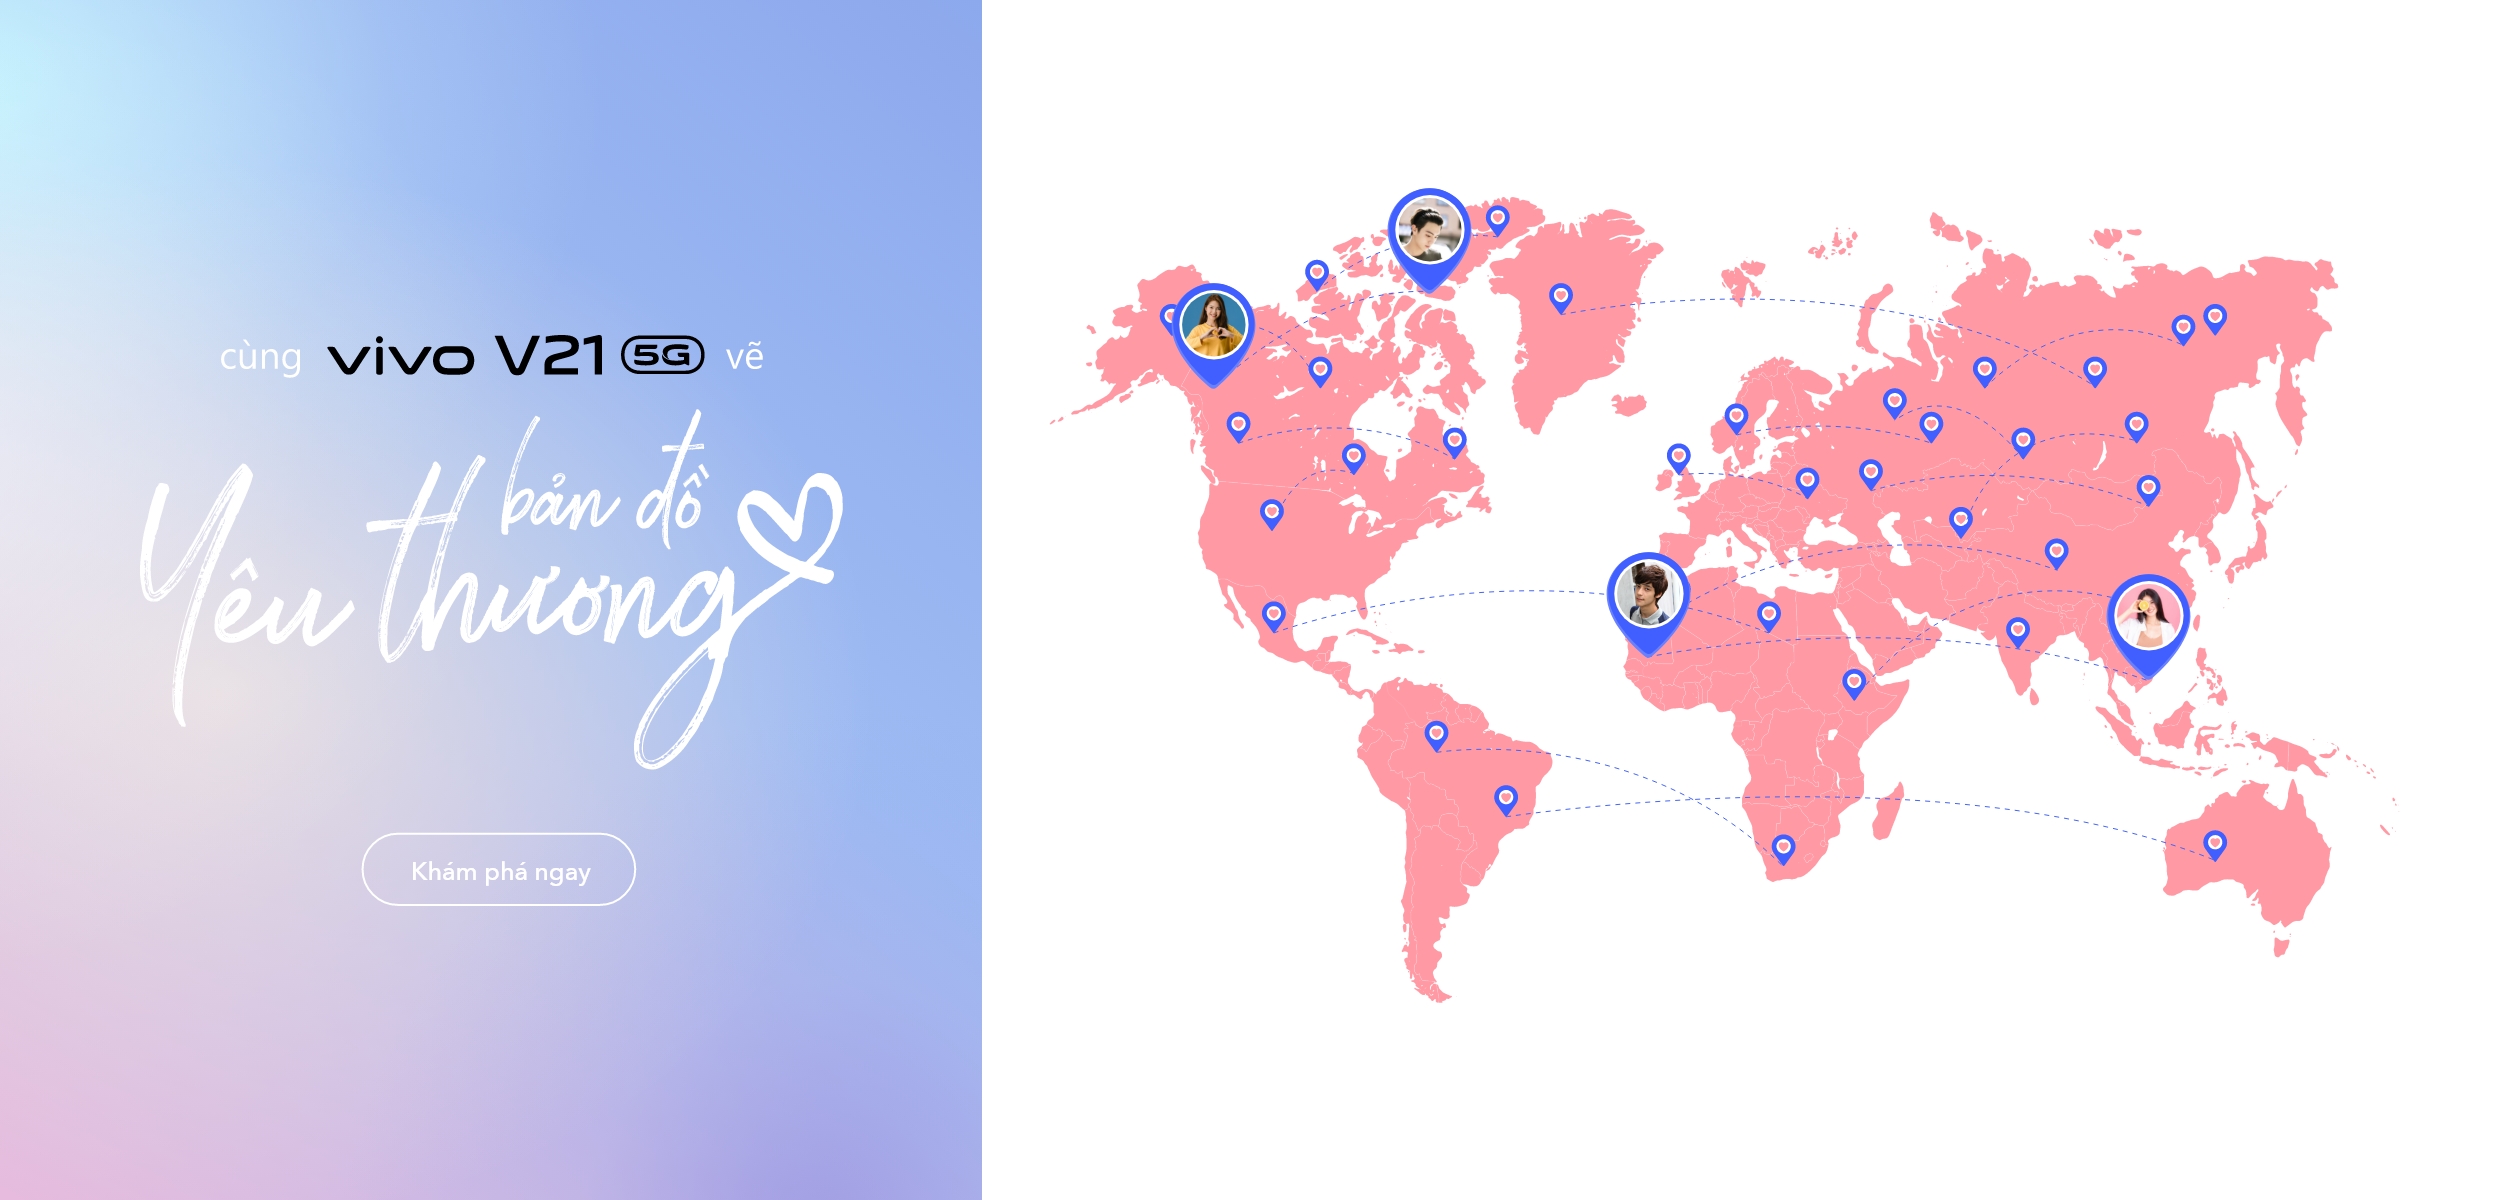 cùng vivo V21 5G vẽ
bản đồ
Yêu thương
Khám phá ngay